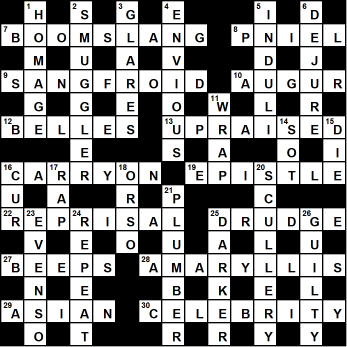 1 H 2 S 3 G 4 E 5 I 6 D
7 B O O M S L A N G 8 P N I E L
M U A V D J
9 S A N G F R O I D 10 A U G U R
G G E O 11 W L R
12 B E L L E S 13 U P R A I 14 S E 15 D
E S A O I
16 C A 17 R R Y O 18 N 19 E P I 20 S T L E
U A R 21 P C
22 R 23 E P 24 R I S A L 25 D R U D 26 G E
V E O U A L U
27 B E E P S 28 A M A R Y L L I S
N E B K E L
29 A S I A N 30 C E L E B R I T Y
O T R R Y Y